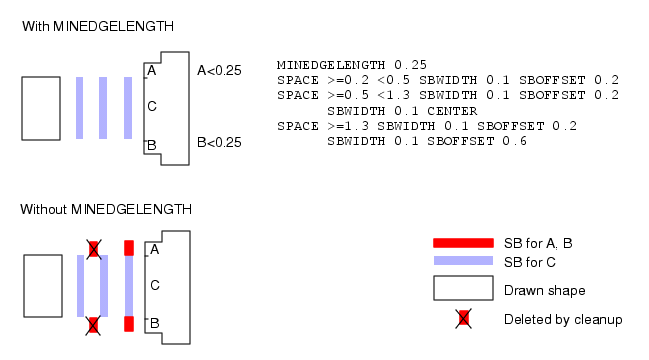 With MINEDGELENGTH
A
A<0.25
C
B
B<0.25
MINEDGELENGTH 0.25
SPACE >=0.2 <0.5 SBWIDTH 0.1 SBOFFSET 0.2
SPACE >=0.5 <1.3 SBWIDTH 0.1 SBOFFSET 0.2
SBWIDTH 0.1 CENTER
SPACE >=1.3 SBWIDTH 0.1 SBOFFSET 0.2
SBWIDTH 0.1 SBOFFSET 0.6
Without MINEDGELENGTH
A
C
B
SB for A, B
SB for C
Drawn shape
Deleted by cleanup